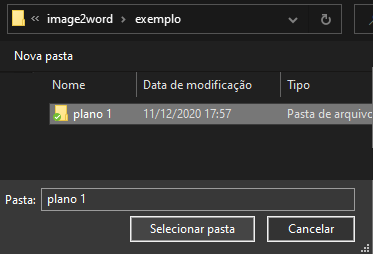 image2word exemplo
Nova pasta
Nome Data de modificação Tipo
plano 1 11/12/2020 17:57 Pasta de arquivo
Pasta: plano 1
Selecionar pasta Cancelar